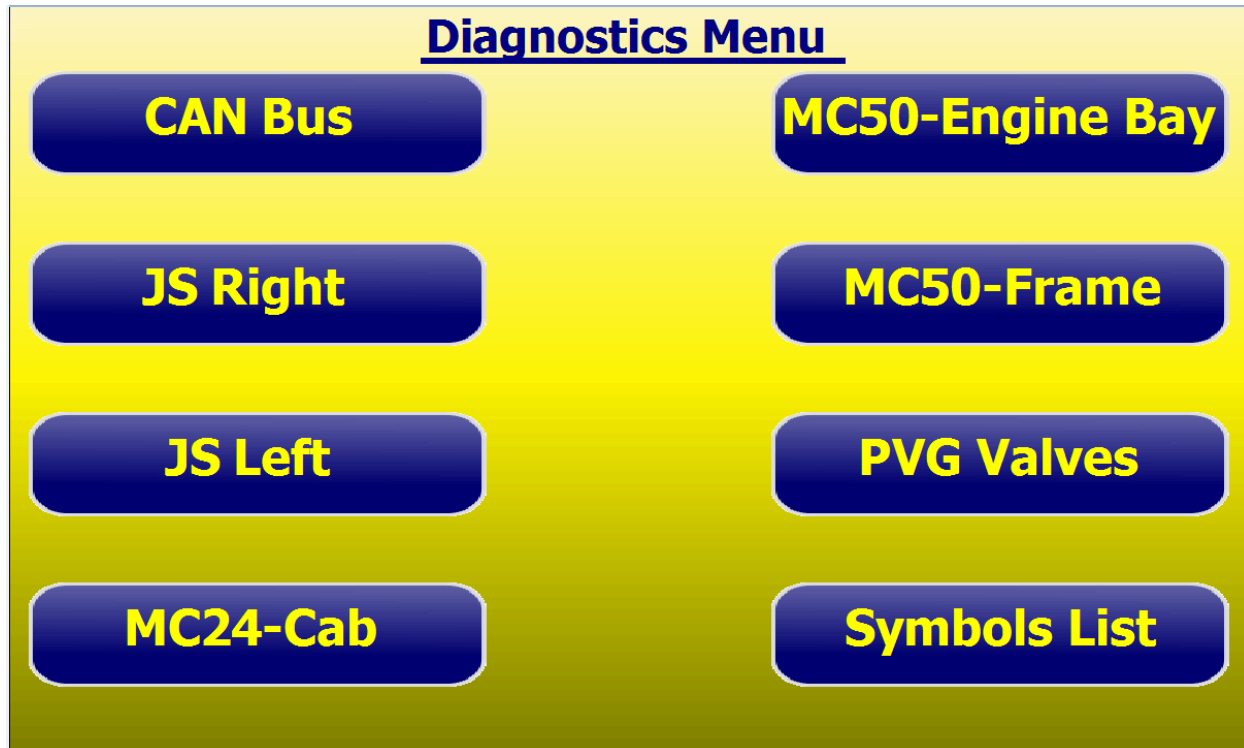 Diagnostics Menu
CAN Bus
MC50-Engine Bay
JS Right
MC50-Frame
JS Left
PVG Valves
MC24-Cab
Symbols List